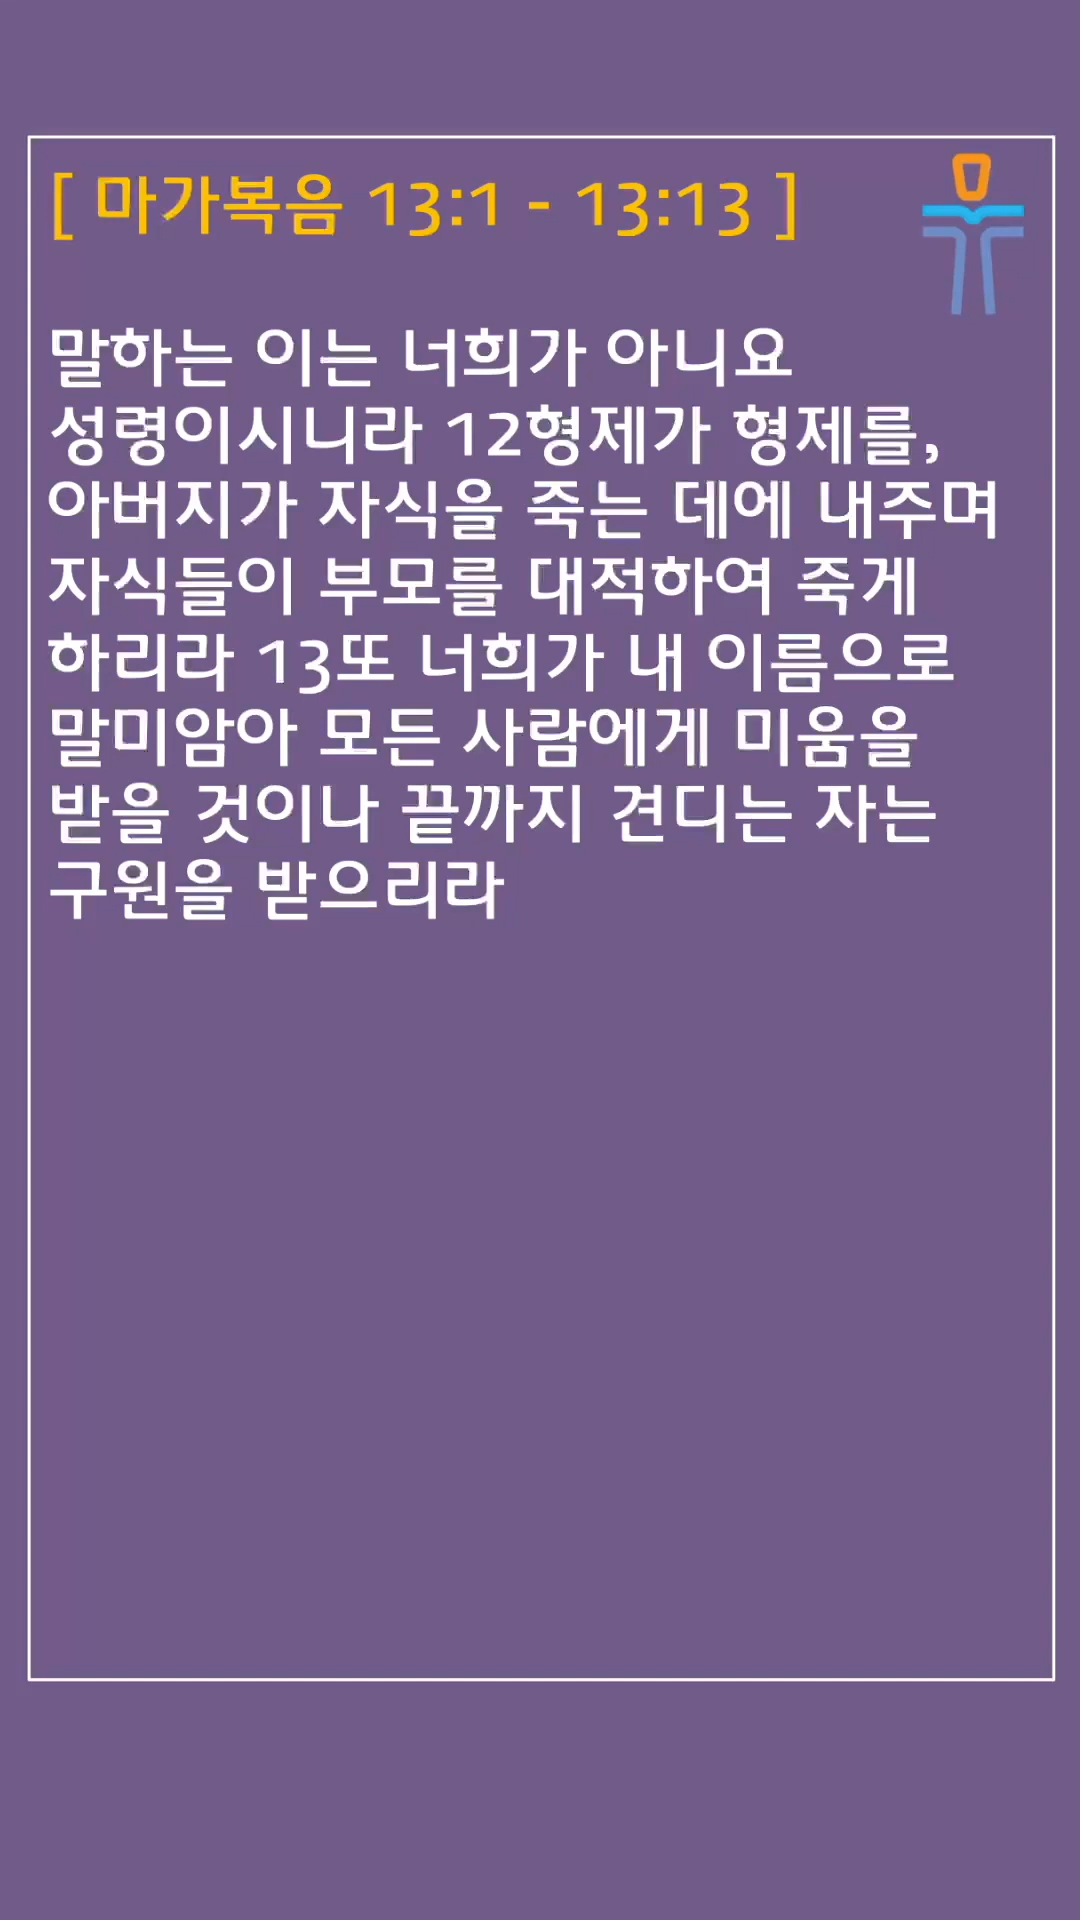 [ 마가복음 13:1 - 13:13 ]
말하는 이는 너희가 아니요
성령이시니라 12형제가 형제를,
아버지가 자식을 죽는 데에 내주며
자식들이 부모를 대적하여 죽게
하리라 13또 너희가 내 이름으로
말미암아 모든 사람에게 미움을
받을 것이나 끝까지 견디는 자는
구원을 받으리라